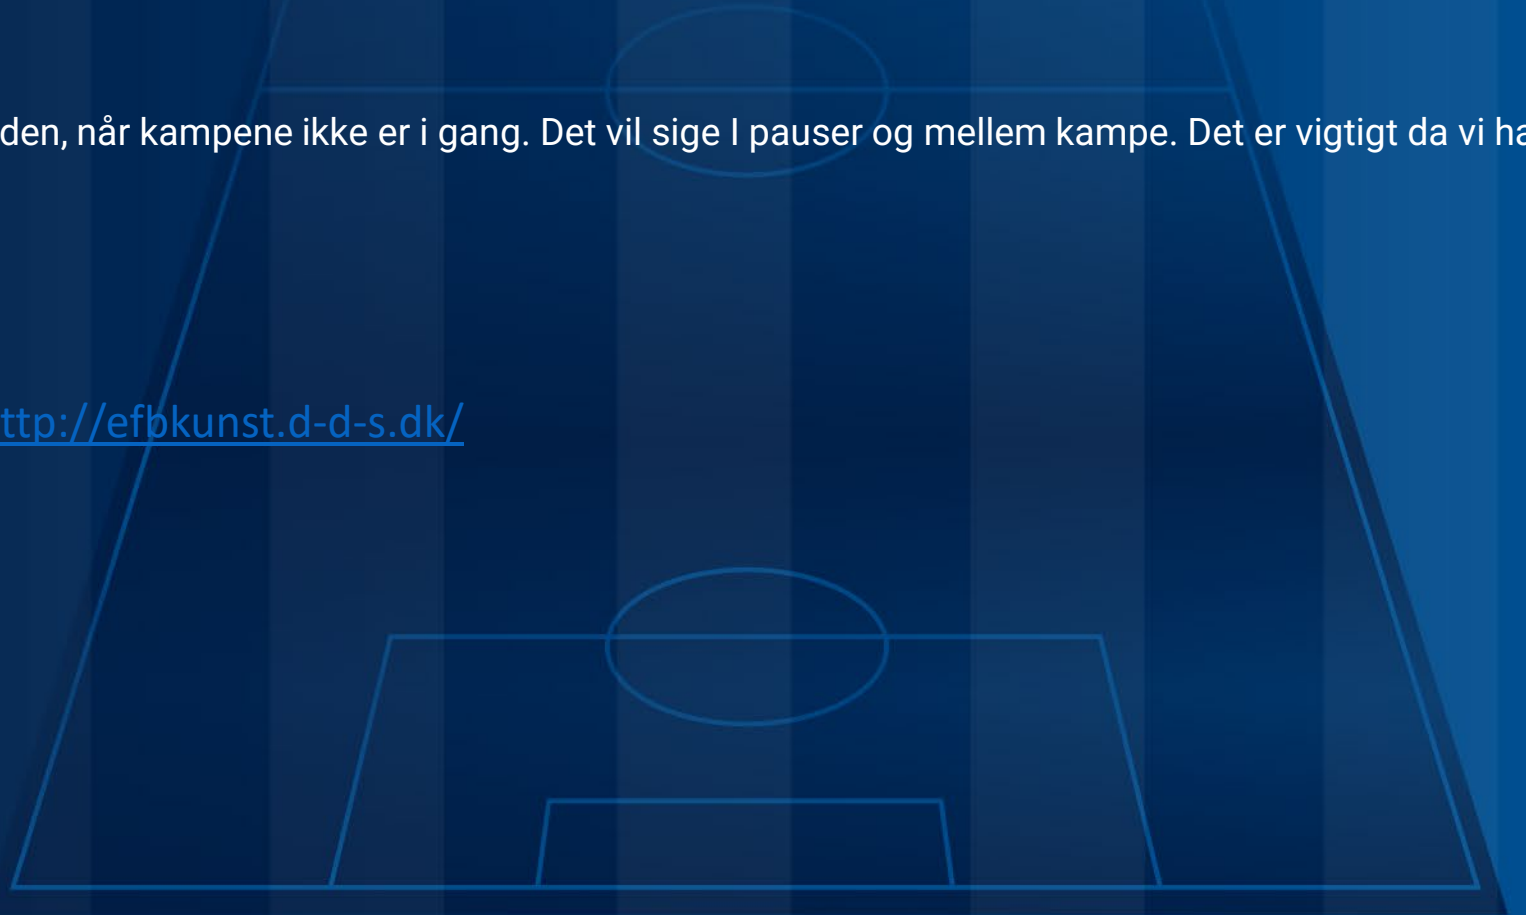 den, når kampene ikke er i gang. Det vil sige I pauser og mellem kampe. Det er vigtigt da vi ha
ttp://efbkunst.d-d-s.dk/